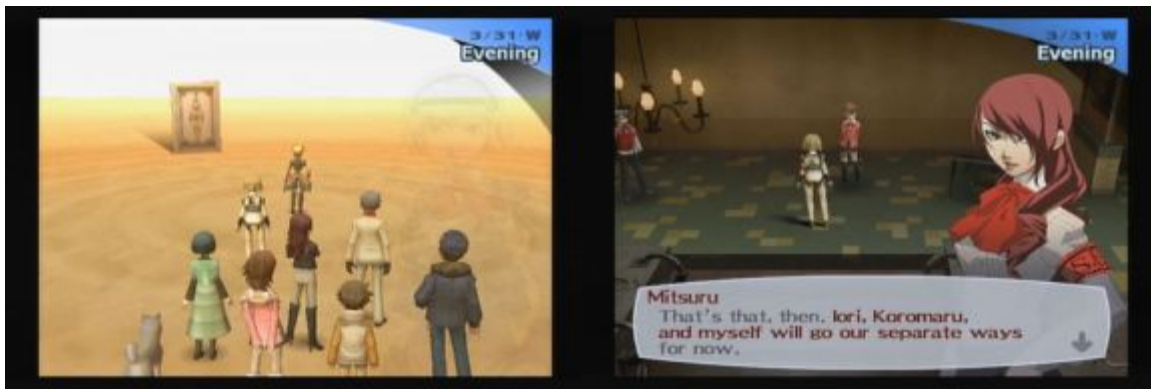 3/31·W
Evening
3/31·W
Evening
Mitsuru
That's that, then. Iori, Koromaru,
and myself will go our separate ways
for now.